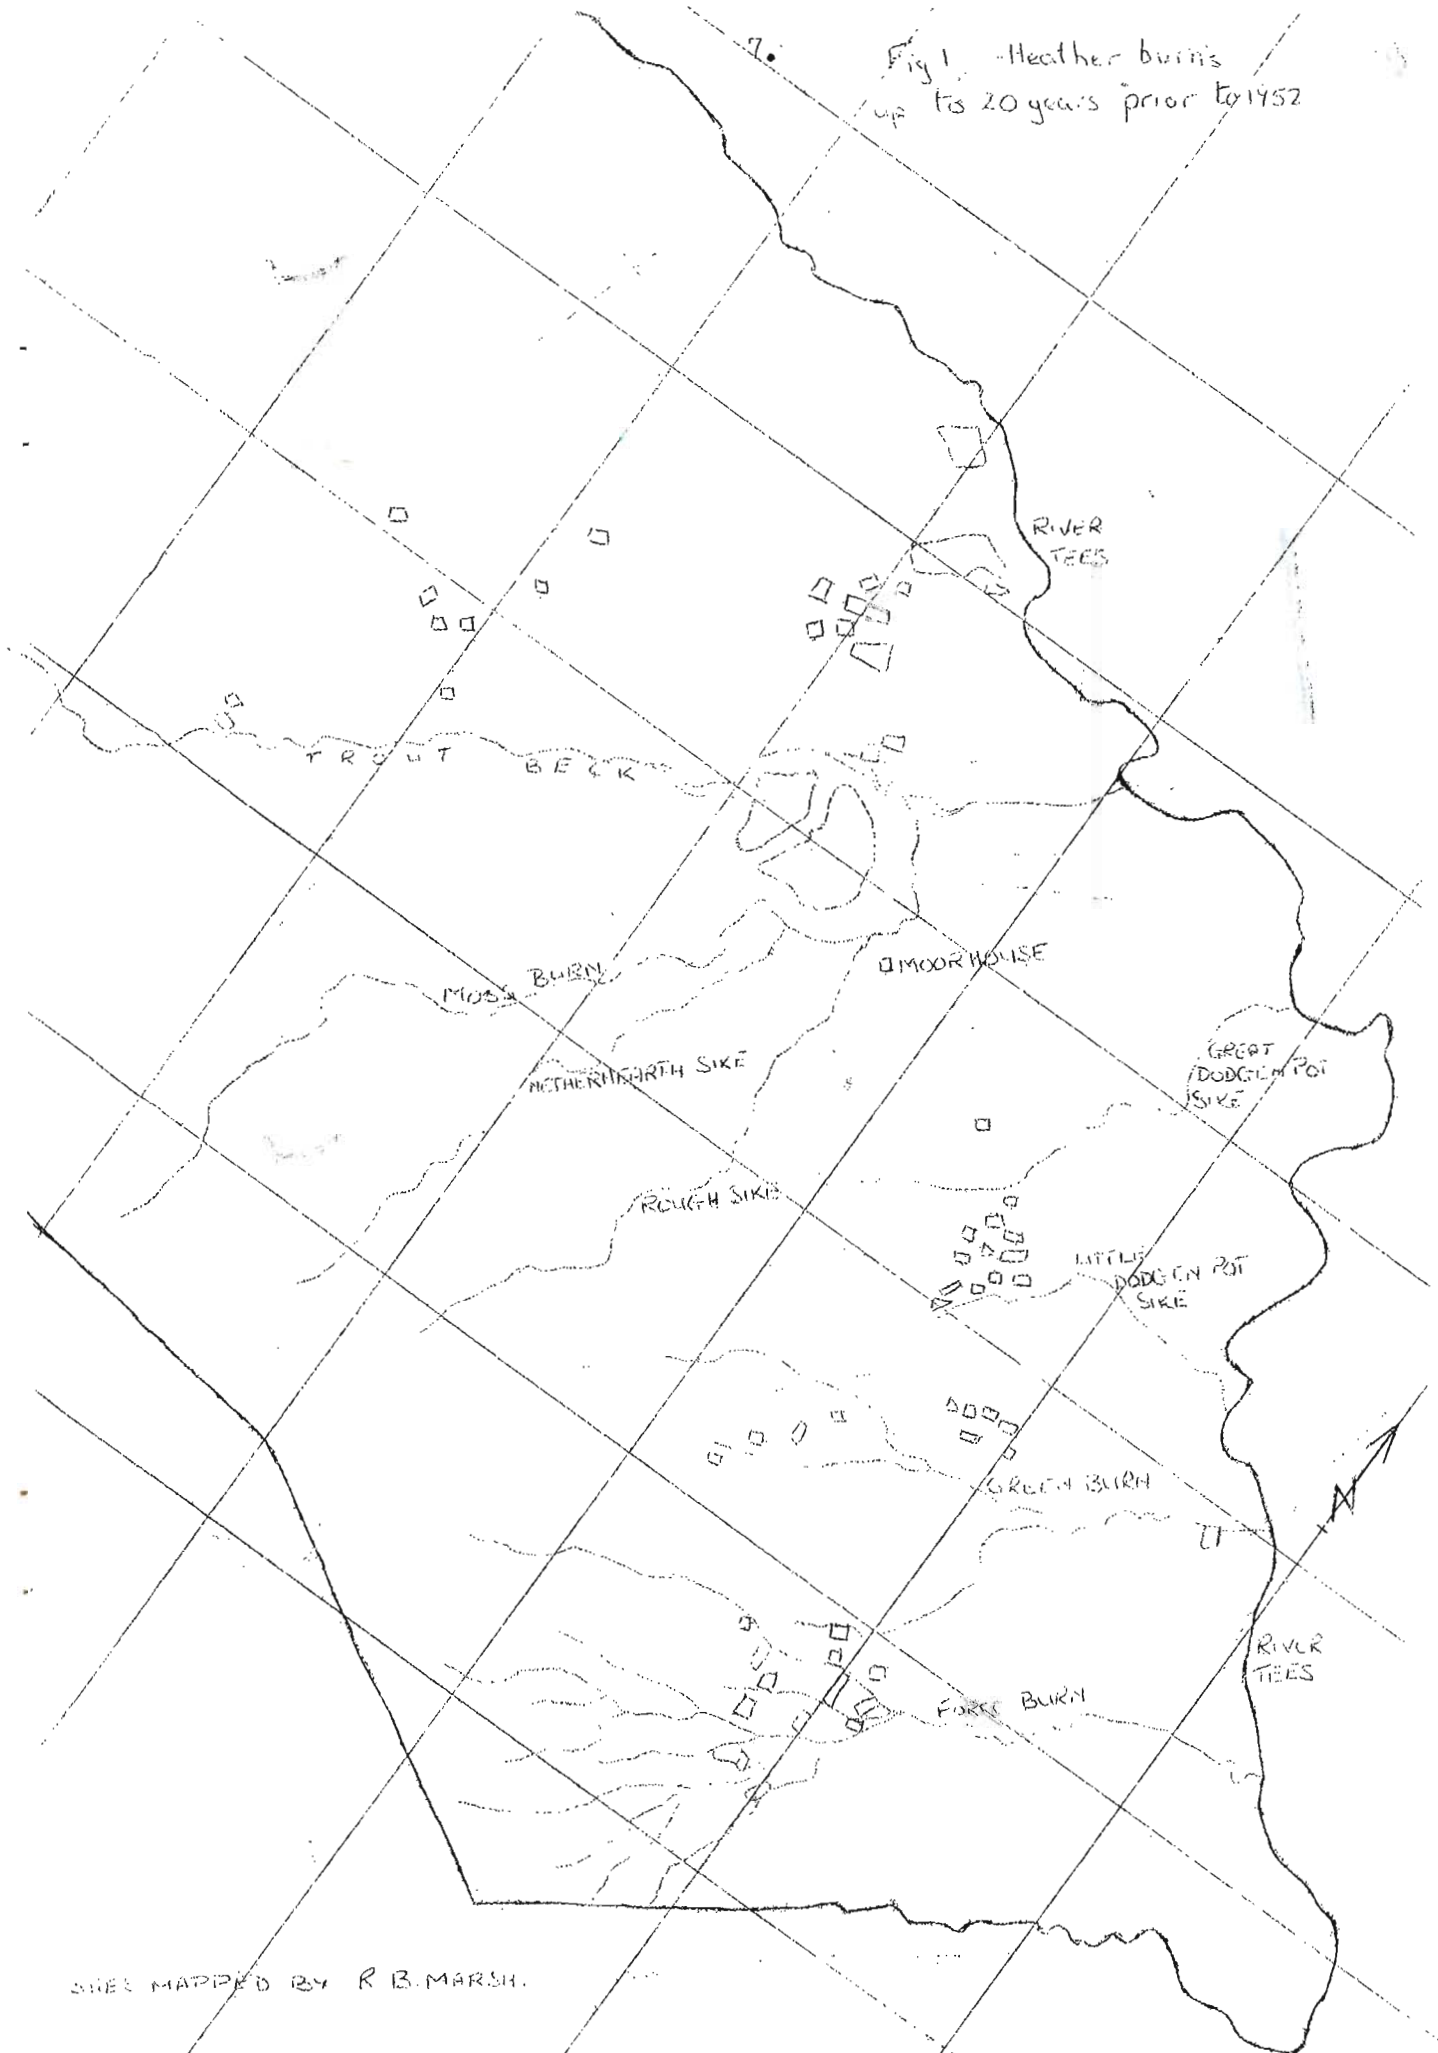 7.
Fig 1. Heather burns
up to 20 years prior to 1952
RIVER
TEES
TROUT BECK
MOSS BURN
MOORHOUSE
NETHERHEARTH SIKE
GREAT
DODGEN POT
SIKE
ROUGH SIKE
LITTLE
DODGEN POT
SIKE
GREEN BURN
N
RIVER
TEES
FORCE BURN
SITES MAPPED BY R B. MARSH.